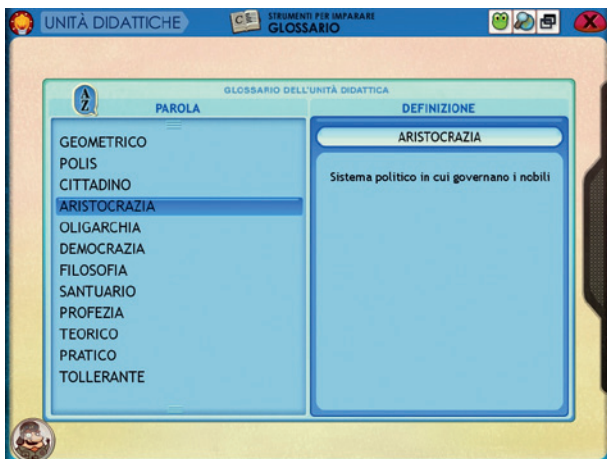 UNITÀ DIDATTICHE
STRUMENTI PER IMPARARE
GLOSSARIO
GLOSSARIO DELL'UNITÀ DIDATTICA
A
Z
PAROLA
DEFINIZIONE
GEOMETRICO
POLIS
CITTADINO
ARISTOCRAZIA
OLIGARCHIA
DEMOCRAZIA
FILOSOFIA
SANTUARIO
PROFEZIA
TEORICO
PRATICO
TOLLERANTE
ARISTOCRAZIA
Sistema politico in cui governano i nobili